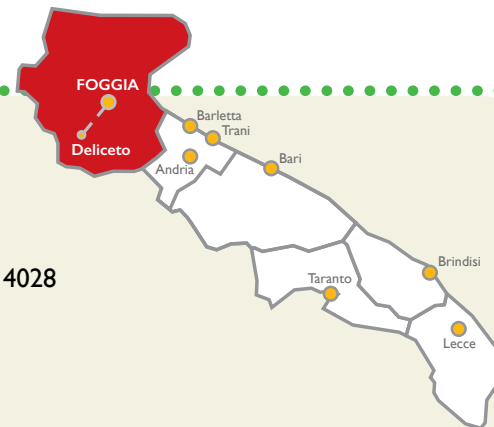 FOGGIA
Deliceto
Barletta
Trani
Andria
Bari
4028
Taranto
Brindisi
Lecce